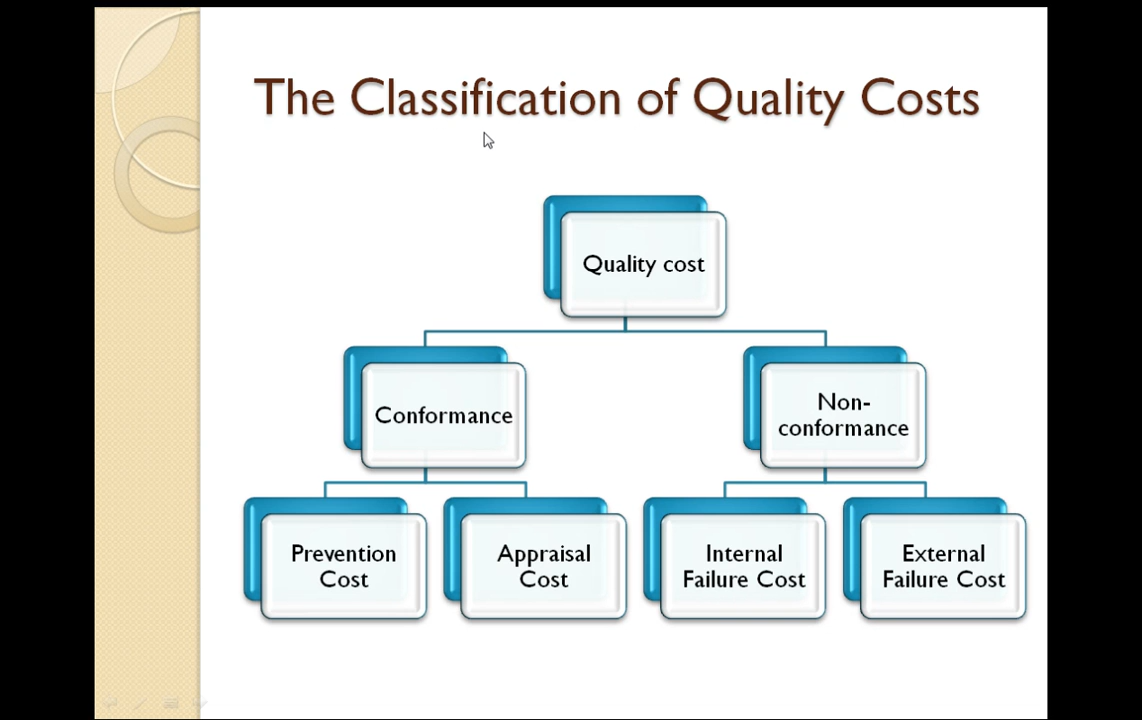 The Classification of Quality Costs
Quality cost
Conformance
Non-
conformance
Prevention
Cost
Appraisal
Cost
Internal
Failure Cost
External
Failure Cost